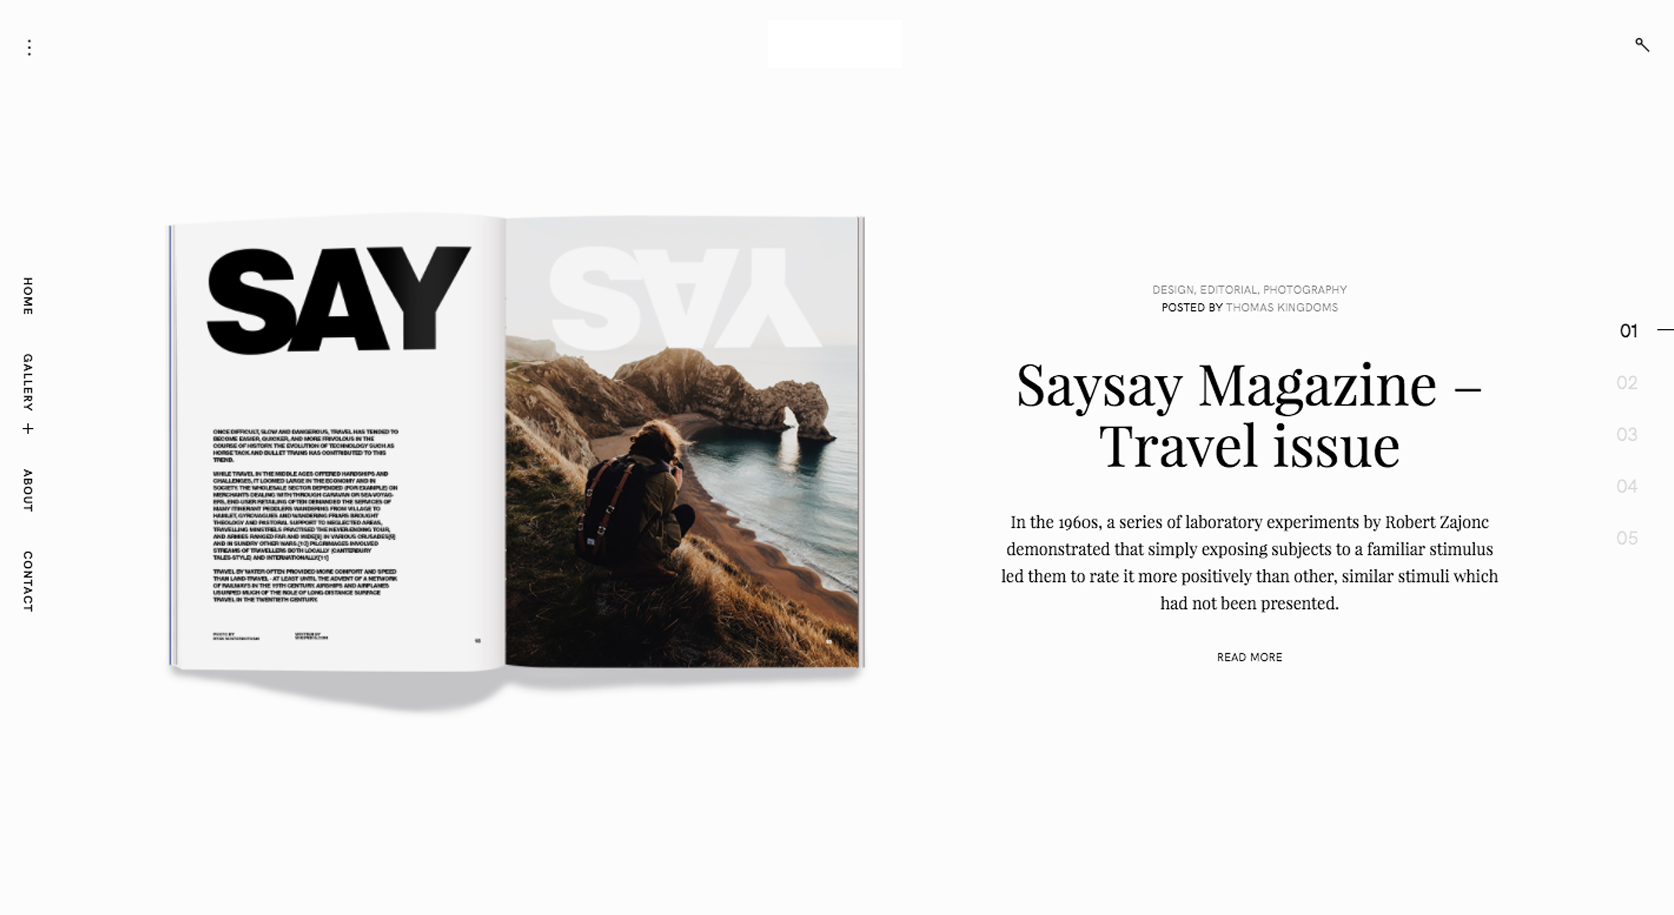 HOME
GALLERY +
ABOUT
CONTACT
SAY
SAY
ONCE DIFFICULT, SLOW AND DANGEROUS, TRAVEL HAS TENDED TO
BECOME EASIER, QUICKER, AND MORE FRIVOLOUS IN THE
COURSE OF HISTORY. THE EVOLUTION OF TECHNOLOGY SUCH AS
HORSE TACK AND BULLET TRAINS HAS CONTRIBUTED TO THIS
TREND.
WHILE TRAVEL IN THE MIDDLE AGES OFFERED HARDSHIPS AND
CHALLENGES, IT LOOMED LARGE IN THE ECONOMY AND IN
SOCIETY. THE WHOLESALE SECTOR DEPENDED (FOR EXAMPLE) ON
MERCHANTS DEALING WITH/THROUGH CARAVAN OR SEA-VOYAG-
ERS, END-USER RETAILING OFTEN DEMANDED THE SERVICES OF
MANY ITINERANT PEDDLERS WANDERING FROM VILLAGE TO
HAMLET, GYROVAGUES AND WANDERING FRIARS BROUGHT
THEOLOGY AND PASTORAL SUPPORT TO NEGLECTED AREAS,
TRAVELLING MINSTRELS PRACTISED THE NEVER-ENDING TOUR,
AND ARMIES RANGED FAR AND WIDE[8] IN VARIOUS CRUSADES[9]
AND IN SUNDRY OTHER WARS.[10] PILGRIMAGES INVOLVED
STREAMS OF TRAVELLERS BOTH LOCALLY (CANTERBURY
TALES-STYLE) AND INTERNATIONALLY.[11]
TRAVEL BY WATER OFTEN PROVIDED MORE COMFORT AND SPEED
THAN LAND-TRAVEL - AT LEAST UNTIL THE ADVENT OF A NETWORK
OF RAILWAYS IN THE 19TH CENTURY. AIRSHIPS AND AIRPLANES
USURPED MUCH OF THE ROLE OF LONG-DISTANCE SURFACE
TRAVEL IN THE TWENTIETH CENTURY.
PHOTO BY
WRITTEN BY
DESIGN, EDITORIAL, PHOTOGRAPHY
POSTED BY THOMAS KINGDOMS
Saysay Magazine –
Travel issue
In the 1960s, a series of laboratory experiments by Robert Zajonc
demonstrated that simply exposing subjects to a familiar stimulus
led them to rate it more positively than other, similar stimuli which
had not been presented.
READ MORE
01
02
03
04
05